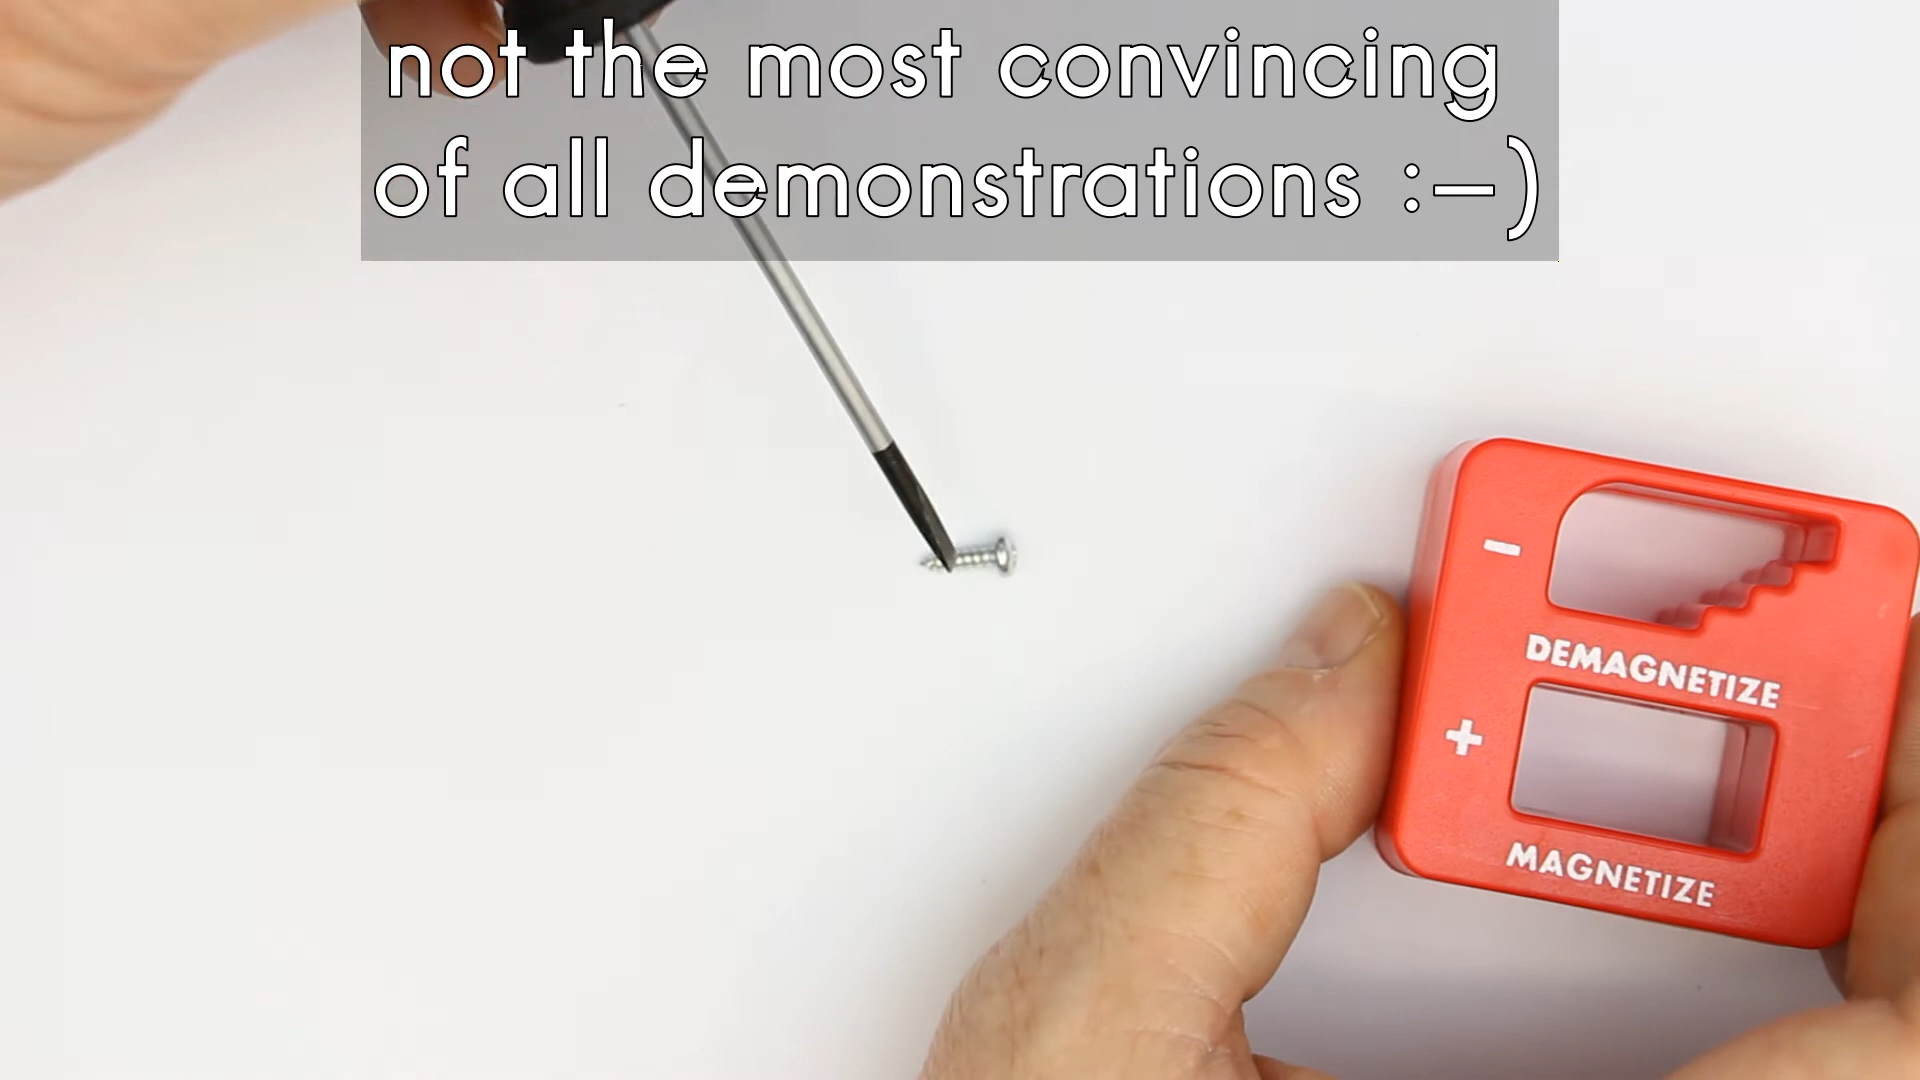 not the most convincing
of all demonstrations :-)
-
DEMAGNETIZE
+
MAGNETIZE